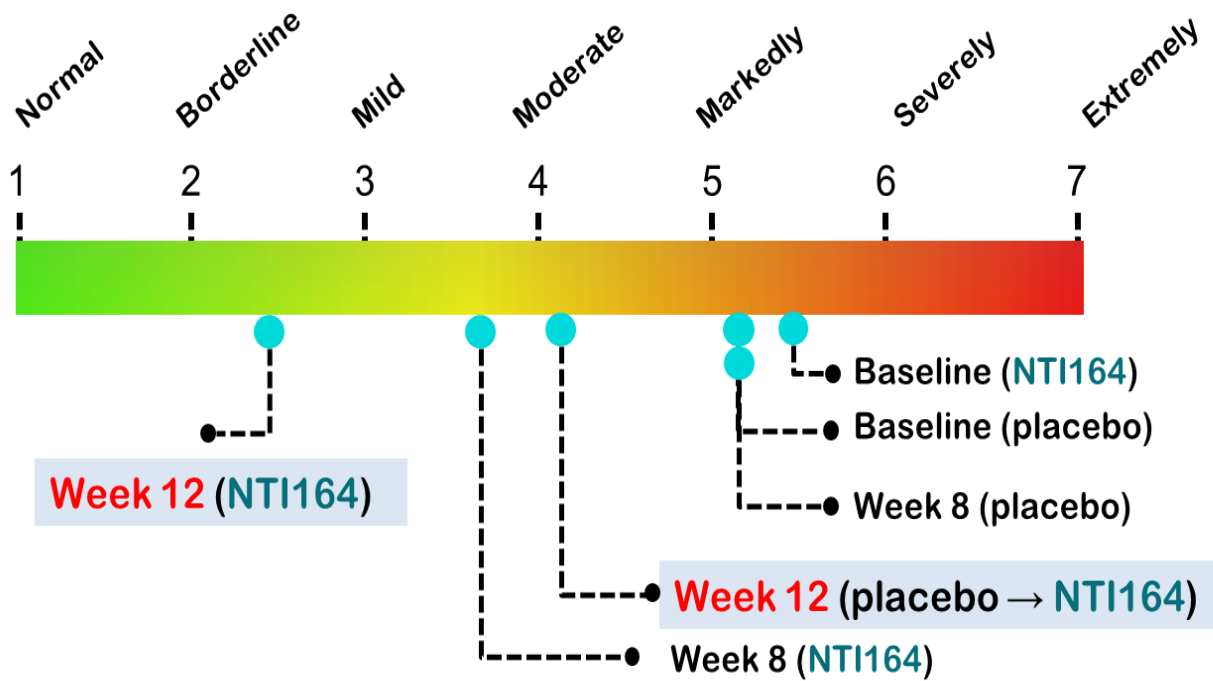 Normal
Borderline
Mild
Moderate
Markedly
Severely
Extremely
1 2 3 4 5 6 7
Baseline (NTI164)
Baseline (placebo)
Week 12 (NTI164)
Week 8 (placebo)
Week 12 (placebo → NTI164)
Week 8 (NTI164)